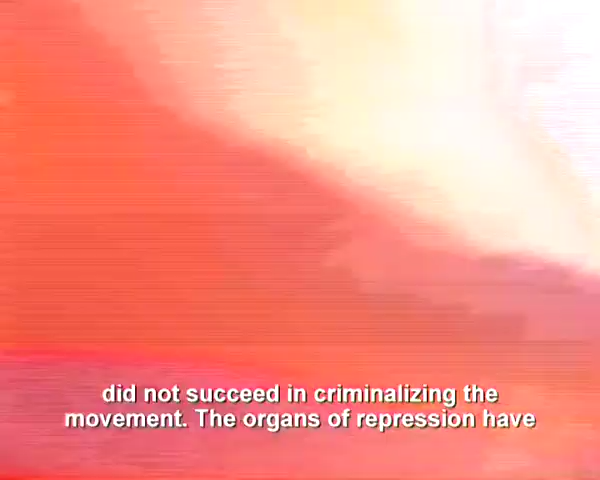 did not succeed in criminalizing the
movement. The organs of repression have